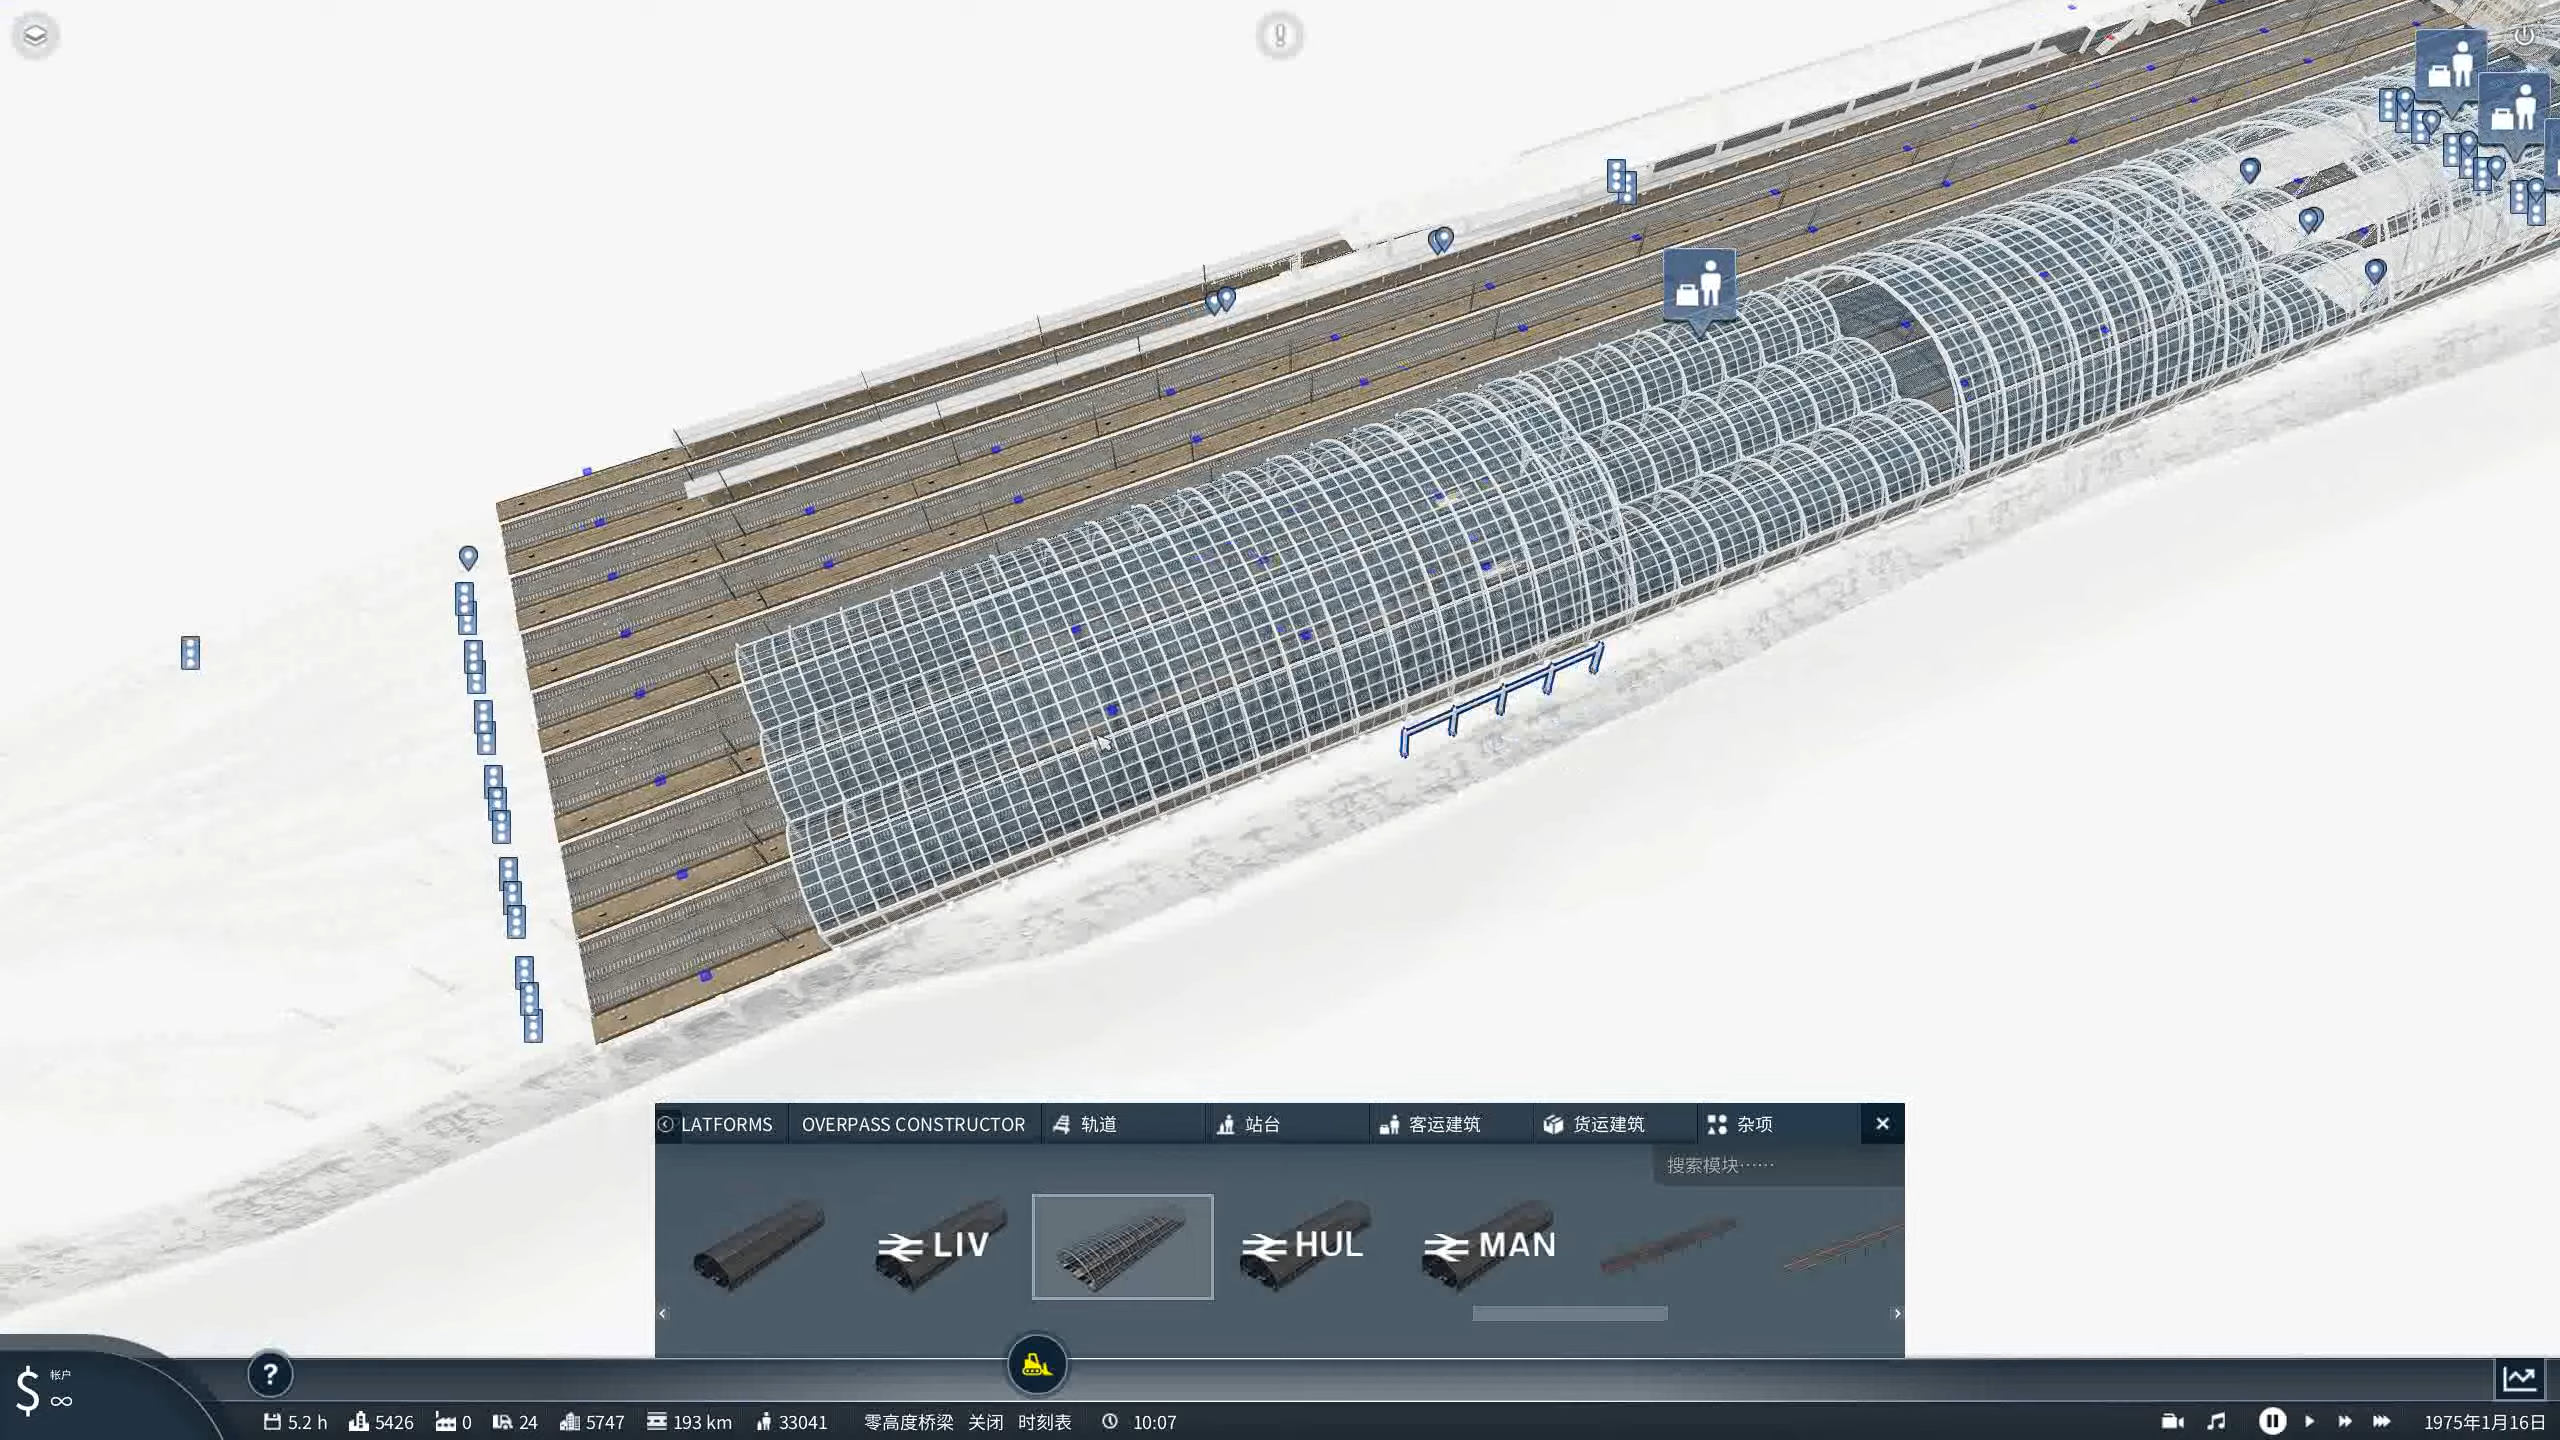 LATFORMS OVERPASS CONSTRUCTOR 轨道 站台 客运建筑 货运建筑 杂项
搜索模块……
LIV HUL MAN
帐户
$ ∞
?
5.2 h 5426 0 24 5747 193 km 33041 零高度桥梁 关闭 时刻表 10:07 1975年1月16日